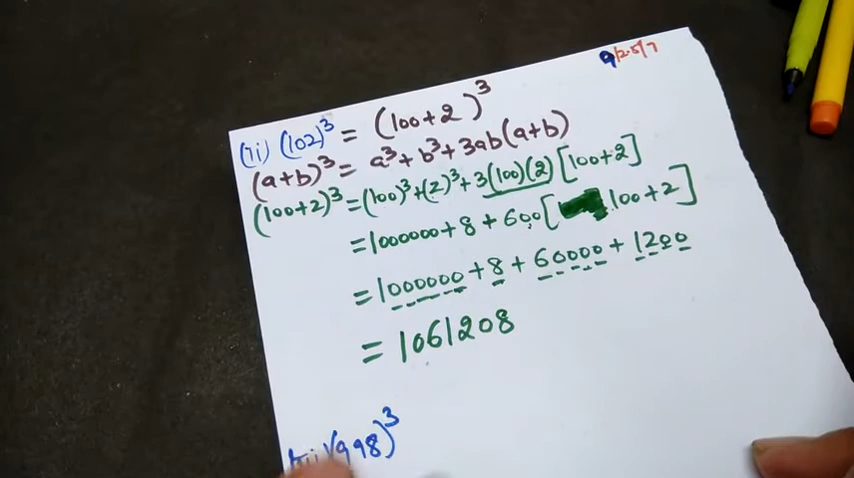 9/2.5/7
(ii) (102)³ = (100+2)³
(a+b)³ = a³+b³+3ab(a+b)
(100+2)³ = (100)³+(2)³+3(100)(2)[100+2]
= 1000000+8+600[100+2]
= 1000000+8+60000+1200
= 1061208
(998)³